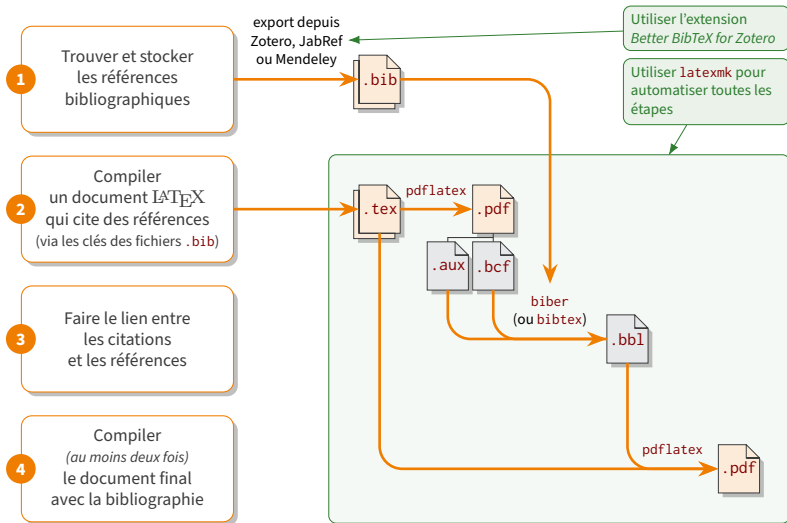 1
Trouver et stocker
les références
bibliographiques
export depuis
Zotero, JabRef
ou Mendeley
.bib
Utiliser l'extension
Better BibTeX for Zotero
Utiliser latexmk pour
automatiser toutes les
étapes
2
Compiler
un document LATEX
qui cite des références
(via les clés des fichiers .bib)
.tex
pdflatex
.pdf
.aux
.bcf
3
Faire le lien entre
les citations
et les références
biber
(ou bibtex)
.bbl
4
Compiler
(au moins deux fois)
le document final
avec la bibliographie
pdflatex
.pdf